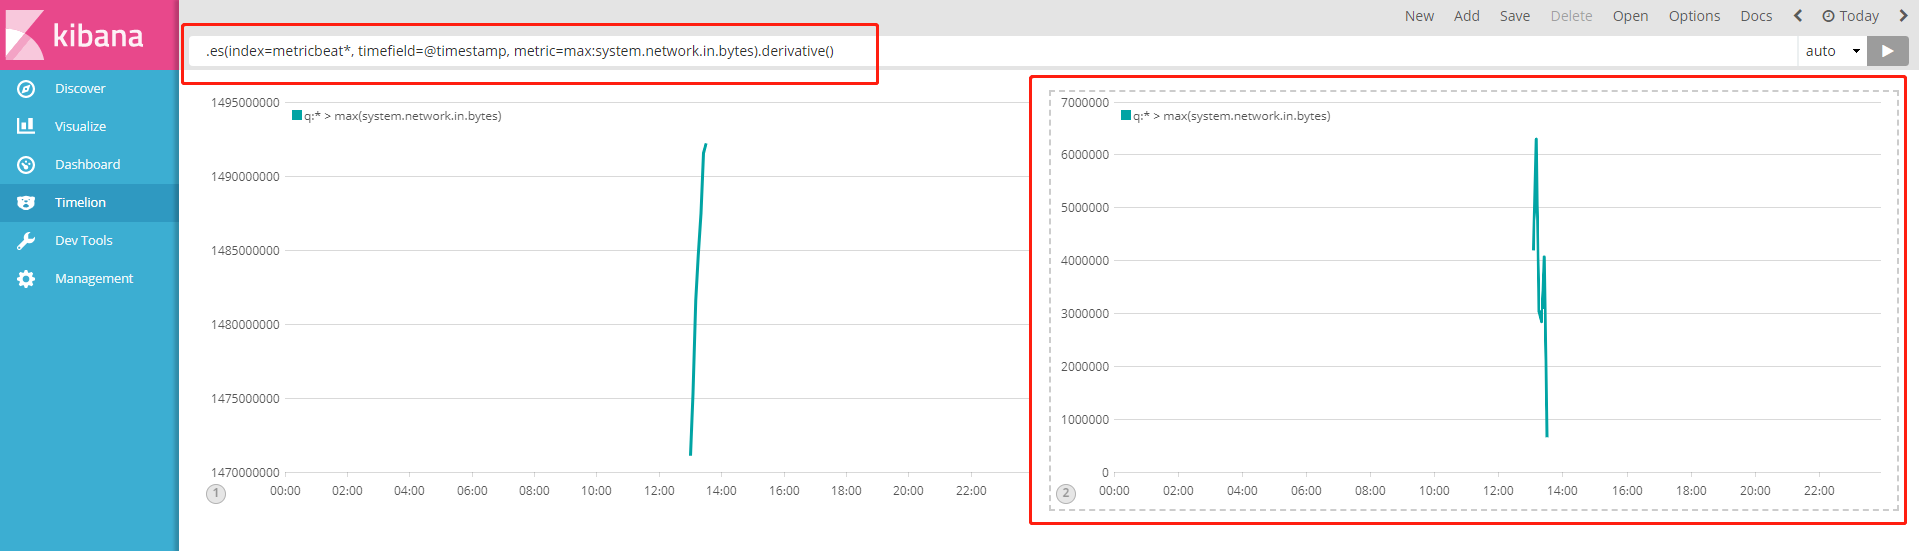 kibana
Discover
Visualize
Dashboard
Timelion
Dev Tools
Management
New Add Save Delete Open Options Docs Today
.es(index=metricbeat*, timefield=@timestamp, metric=max:system.network.in.bytes).derivative()
auto
q:* > max(system.network.in.bytes)
1495000000
1490000000
1485000000
1480000000
1475000000
1470000000
00:00 02:00 04:00 06:00 08:00 10:00 12:00 14:00 16:00 18:00 20:00 22:00
1
q:* > max(system.network.in.bytes)
7000000
6000000
5000000
4000000
3000000
2000000
1000000
0
00:00 02:00 04:00 06:00 08:00 10:00 12:00 14:00 16:00 18:00 20:00 22:00
2